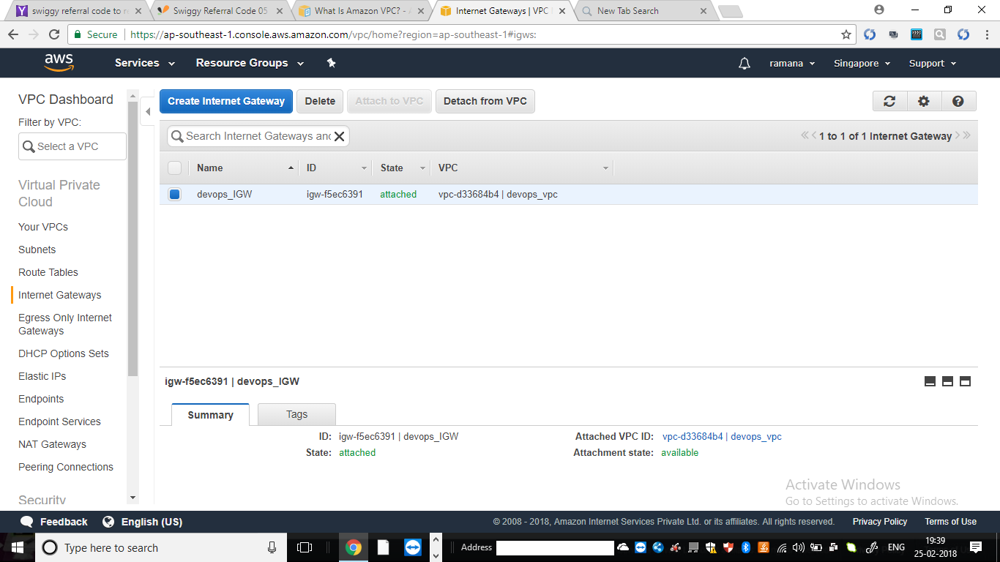 swiggy referral code to r
Swiggy Referral Code 05
What Is Amazon VPC? - A
Internet Gateways | VPC
New Tab Search
Secure
https://ap-southeast-1.console.aws.amazon.com/vpc/home?region=ap-southeast-1#igws:
aws
Services
Resource Groups
ramana
Singapore
Support
VPC Dashboard
Filter by VPC:
Select a VPC
Virtual Private
Cloud
Your VPCs
Subnets
Route Tables
Internet Gateways
Egress Only Internet
Gateways
DHCP Options Sets
Elastic IPs
Endpoints
Endpoint Services
NAT Gateways
Peering Connections
Security
Create Internet Gateway
Delete
Attach to VPC
Detach from VPC
Search Internet Gateways and
1 to 1 of 1 Internet Gateway
Name ID State VPC
devops_IGW igw-f5ec6391 attached vpc-d33684b4 | devops_vpc
igw-f5ec6391 | devops_IGW
Summary
Tags
ID: igw-f5ec6391 | devops_IGW
Attached VPC ID: vpc-d33684b4 | devops_vpc
State: attached
Attachment state: available
Activate Windows
Go to Settings to activate Windows.
Feedback
English (US)
© 2008 - 2018, Amazon Internet Services Private Ltd. or its affiliates. All rights reserved.
Privacy Policy
Terms of Use
Type here to search
Address
ENG
19:39
25-02-2018